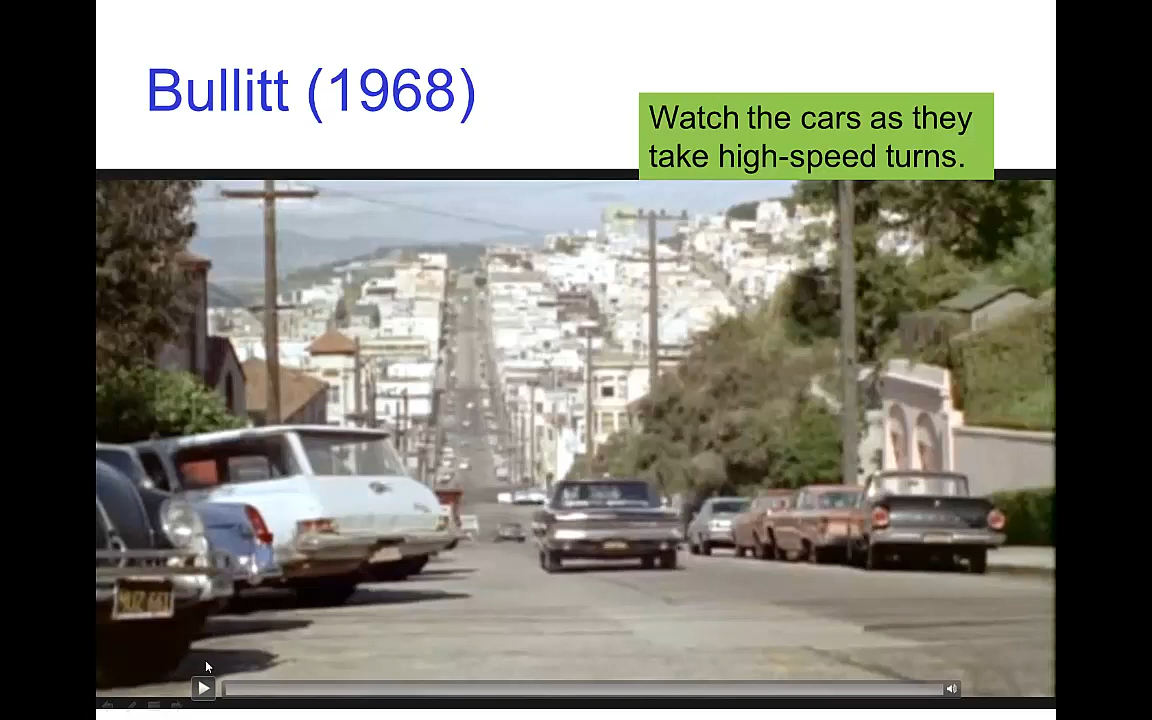 Bullitt (1968)
Watch the cars as they
take high-speed turns.